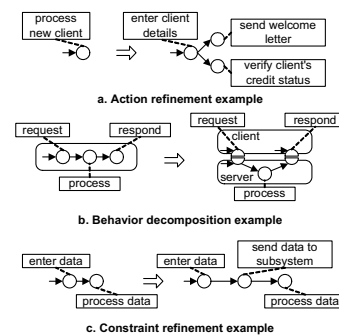 process
new client
enter client
details
send welcome
letter
verify client's
credit status
a. Action refinement example
request
respond
process
request
respond
client
server
process
b. Behavior decomposition example
enter data
process data
enter data
send data to
subsystem
process data
c. Constraint refinement example